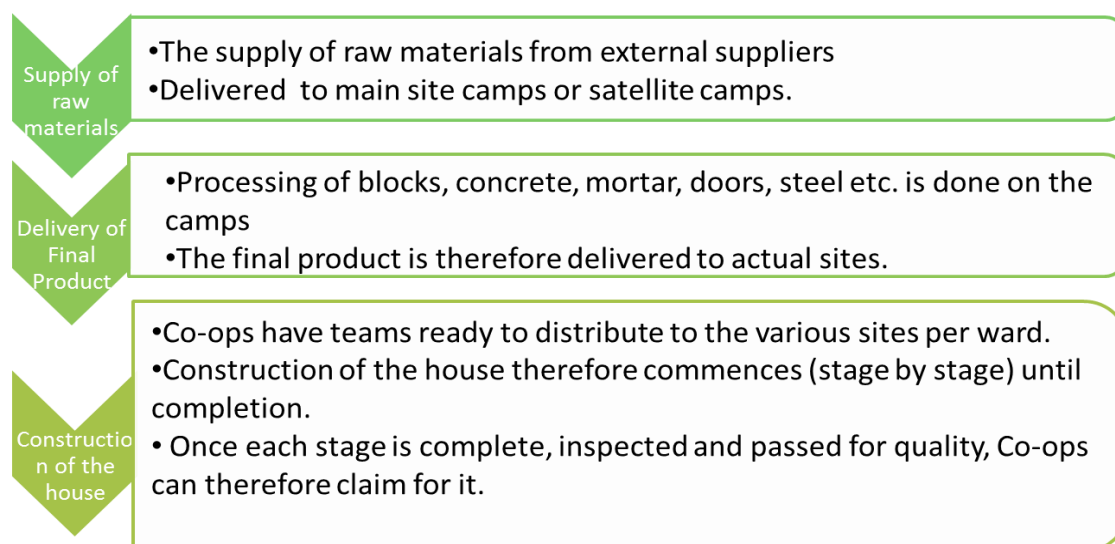 Supply of
raw
materials
•The supply of raw materials from external suppliers
•Delivered  to main site camps or satellite camps.
Delivery of
Final
Product
•Processing of blocks, concrete, mortar, doors, steel etc. is done on the
camps
•The final product is therefore delivered to actual sites.
Constructio
n of the
house
•Co-ops have teams ready to distribute to the various sites per ward.
•Construction of the house therefore commences (stage by stage) until
completion.
• Once each stage is complete, inspected and passed for quality, Co-ops
can therefore claim for it.